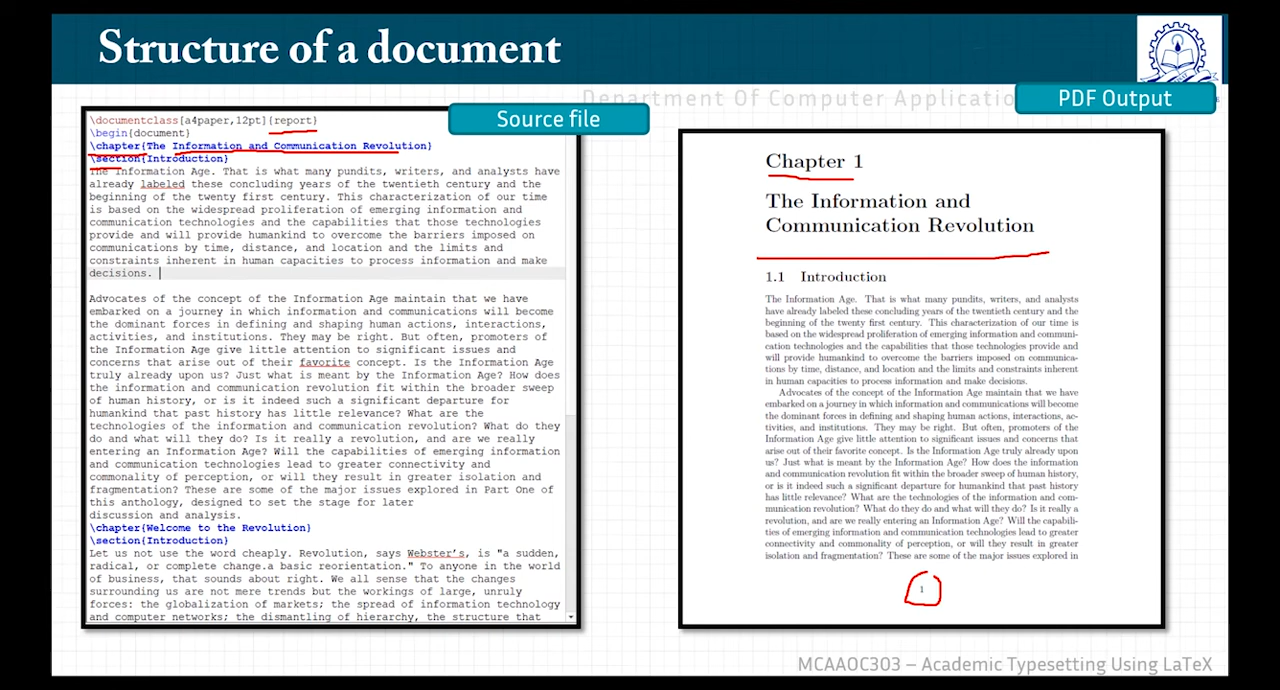 Structure of a document
Department Of Computer Applicatio
Source file
PDF Output
\documentclass[a4paper,12pt]{report}
\begin{document}
\chapter{The Information and Communication Revolution}
\section{Introduction}
The Information Age. That is what many pundits, writers, and analysts have
already labeled these concluding years of the twentieth century and the
beginning of the twenty first century. This characterization of our time
is based on the widespread proliferation of emerging information and
communication technologies and the capabilities that those technologies
provide and will provide humankind to overcome the barriers imposed on
communications by time, distance, and location and the limits and
constraints inherent in human capacities to process information and make
decisions.
Advocates of the concept of the Information Age maintain that we have
embarked on a journey in which information and communications will become
the dominant forces in defining and shaping human actions, interactions,
activities, and institutions. They may be right. But often, promoters of
the Information Age give little attention to significant issues and
concerns that arise out of their favorite concept. Is the Information Age
truly already upon us? Just what is meant by the Information Age? How does
the information and communication revolution fit within the broader sweep
of human history, or is it indeed such a significant departure for
humankind that past history has little relevance? What are the
technologies of the information and communication revolution? What do they
do and what will they do? Is it really a revolution, and are we really
entering an Information Age? Will the capabilities of emerging information
and communication technologies lead to greater connectivity and
commonality of perception, or will they result in greater isolation and
fragmentation? These are some of the major issues explored in Part One of
this anthology, designed to set the stage for later
discussion and analysis.
\chapter{Welcome to the Revolution}
\section{Introduction}
Let us not use the word cheaply. Revolution, says Webster's, is "a sudden,
radical, or complete change.a basic reorientation." To anyone in the world
of business, that sounds about right. We all sense that the changes
surrounding us are not mere trends but the workings of large, unruly
forces: the globalization of markets; the spread of information technology
and computer networks; the dismantling of hierarchy, the structure that
Chapter 1
The Information and
Communication Revolution
1.1 Introduction
The Information Age. That is what many pundits, writers, and analysts
have already labeled these concluding years of the twentieth century and the
beginning of the twenty first century. This characterization of our time is
based on the widespread proliferation of emerging information and communi-
cation technologies and the capabilities that those technologies provide and
will provide humankind to overcome the barriers imposed on communica-
tions by time, distance, and location and the limits and constraints inherent
in human capacities to process information and make decisions.
Advocates of the concept of the Information Age maintain that we have
embarked on a journey in which information and communications will become
the dominant forces in defining and shaping human actions, interactions, ac-
tivities, and institutions. They may be right. But often, promoters of the
Information Age give little attention to significant issues and concerns that
arise out of their favorite concept. Is the Information Age truly already upon
us? Just what is meant by the Information Age? How does the information
and communication revolution fit within the broader sweep of human history,
or is it indeed such a significant departure for humankind that past history
has little relevance? What are the technologies of the information and com-
munication revolution? What do they do and what will they do? Is it really a
revolution, and are we really entering an Information Age? Will the capabili-
ties of emerging information and communication technologies lead to greater
connectivity and commonality of perception, or will they result in greater
isolation and fragmentation? These are some of the major issues explored in
1
MCAAOC303 – Academic Typesetting Using LaTeX